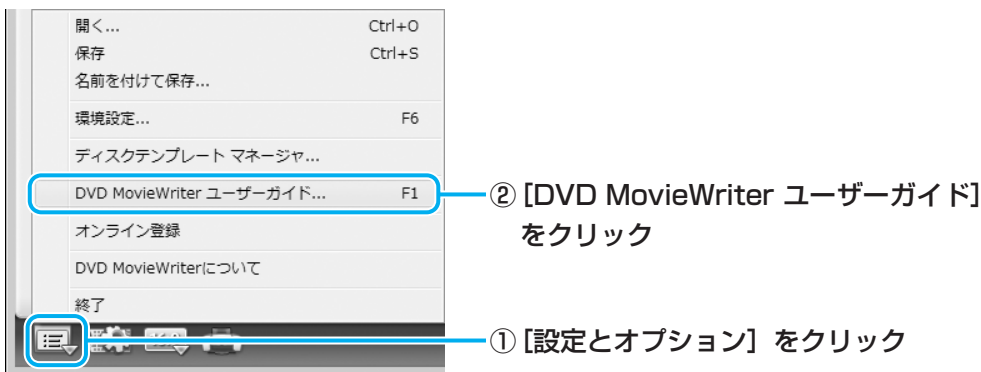 開く... Ctrl+O
保存 Ctrl+S
名前を付けて保存...
環境設定... F6
ディスクテンプレート マネージャ...
DVD MovieWriter ユーザーガイド... F1
オンライン登録
DVD MovieWriterについて
終了
②[DVD MovieWriter ユーザーガイド]
をクリック
①[設定とオプション]をクリック